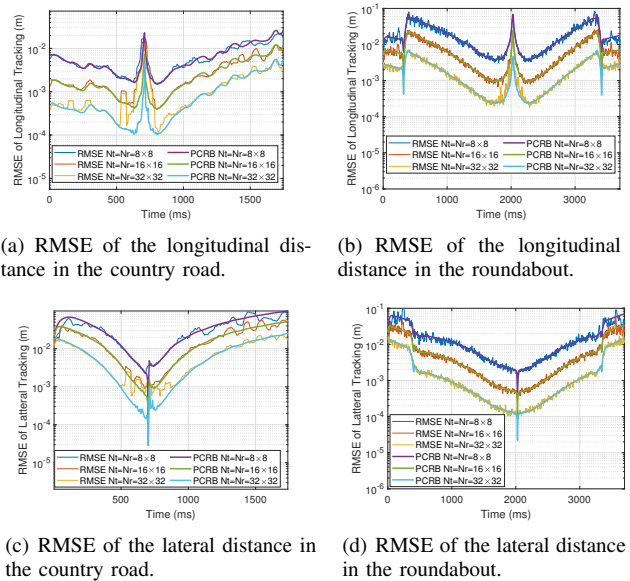 RMSE of Longitudinal Tracking (m)
10^-2
10^-3
10^-4
10^-5
RMSE Nt=Nr=8×8
RMSE Nt=Nr=16×16
RMSE Nt=Nr=32×32
PCRB Nt=Nr=8×8
PCRB Nt=Nr=16×16
PCRB Nt=Nr=32×32
500 1000 1500
Time (ms)
(a) RMSE of the longitudinal dis-
tance in the country road.
RMSE of Longitudinal Tracking (m)
10^-1
10^-2
10^-3
10^-4
10^-5
10^-6
RMSE Nt=Nr=8×8
RMSE Nt=Nr=16×16
RMSE Nt=Nr=32×32
PCRB Nt=Nr=8×8
PCRB Nt=Nr=16×16
PCRB Nt=Nr=32×32
0 1000 2000 3000
Time (ms)
(b) RMSE of the longitudinal
distance in the roundabout.
RMSE of Latteral Tracking (m)
10^-2
10^-3
10^-4
10^-5
RMSE Nt=Nr=8×8
RMSE Nt=Nr=16×16
RMSE Nt=Nr=32×32
PCRB Nt=Nr=8×8
PCRB Nt=Nr=16×16
PCRB Nt=Nr=32×32
500 1000 1500
Time (ms)
(c) RMSE of the lateral distance in
the country road.
RMSE of Latteral Tracking (m)
10^-1
10^-2
10^-3
10^-4
10^-5
10^-6
RMSE Nt=Nr=8×8
RMSE Nt=Nr=16×16
RMSE Nt=Nr=32×32
PCRB Nt=Nr=8×8
PCRB Nt=Nr=16×16
PCRB Nt=Nr=32×32
0 1000 2000 3000
Time (ms)
(d) RMSE of the lateral distance
in the roundabout.